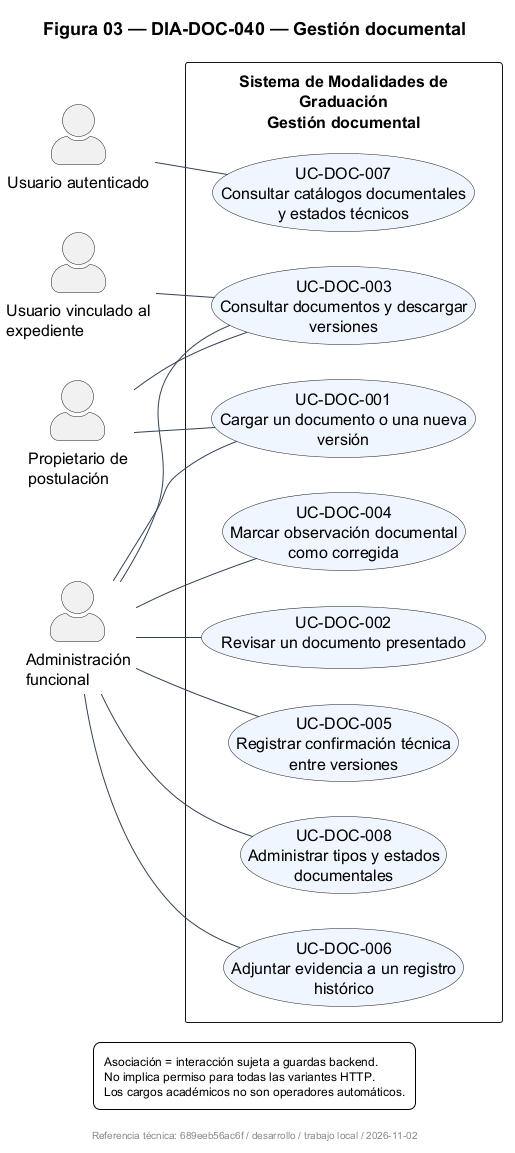 Figura 03 — DIA-DOC-040 — Gestión documental
Sistema de Modalidades de
Graduación
Gestión documental
Usuario autenticado
UC-DOC-007
Consultar catálogos documentales
y estados técnicos
Usuario vinculado al
expediente
UC-DOC-003
Consultar documentos y descargar
versiones
Propietario de
postulación
UC-DOC-001
Cargar un documento o una nueva
versión
UC-DOC-004
Marcar observación documental
como corregida
Administración
funcional
UC-DOC-002
Revisar un documento presentado
UC-DOC-005
Registrar confirmación técnica
entre versiones
UC-DOC-008
Administrar tipos y estados
documentales
UC-DOC-006
Adjuntar evidencia a un registro
histórico
Asociación = interacción sujeta a guardas backend.
No implica permiso para todas las variantes HTTP.
Los cargos académicos no son operadores automáticos.
Referencia técnica: 689eeb56ac6f / desarrollo / trabajo local / 2026-11-02